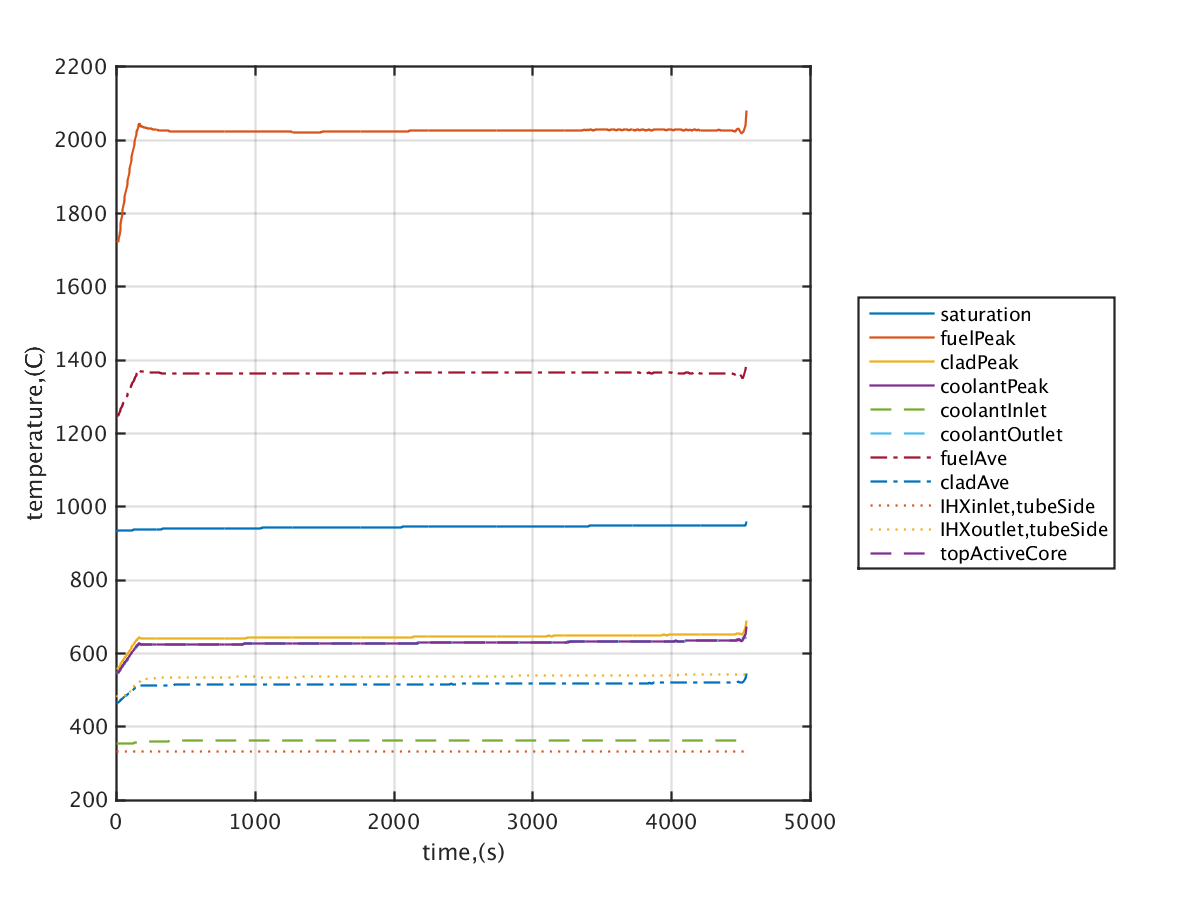 2200
2000
1800
1600
1400
1200
1000
800
600
400
200
temperature,(C)
0 1000 2000 3000 4000 5000
time,(s)
saturation
fuelPeak
cladPeak
coolantPeak
coolantInlet
coolantOutlet
fuelAve
cladAve
IHXinlet,tubeSide
IHXoutlet,tubeSide
topActiveCore